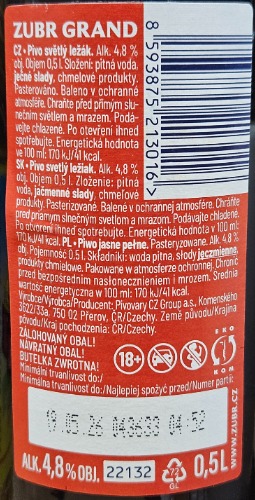 ZUBR GRAND
CZ • Pivo světlý ležák. Alk. 4,8 %
obj. Objem 0,5 l. Složení: pitná voda,
ječné slady, chmelové produkty.
Pasterováno. Baleno v ochranné
atmosféře. Chraňte před přímým slu-
nečním světlem a mrazem. Podá-
vejte chlazené. Po otevření ihned
spotřebujte. Energetická hodnota ve
100 ml: 170 kJ/41 kcal.
SK • Pivo svetlý ležiak. Alk. 4,8 %
obj. Objem 0,5 l. Zloženie: pitná
voda, jačmenné slady, chmeľové
produkty. Pasterizované. Balené v ochrannej atmosfére. Chráňte
pred priamym slnečným svetlom a mrazom. Podávajte chladené.
Po otvorení ihneď spotrebujte. Energetická hodnota v 100 ml:
170 kJ/41 kcal. PL • Piwo jasne pełne. Pasteryzowane. Alk. 4,8 %
obj. Pojemność 0,5 l. Składniki: woda pitna, słody jęczmienne,
produkty chmielowe. Pakowane w atmosferze ochronnej. Chronić
przed bezpośrednim nasłonecznieniem i mrozem. Średnia
wartość energetyczna w 100 ml: 170 kJ/41 kcal.
Výrobce/Výrobca/Producent: Pivovary CZ Group a.s., Komenského
3622/33a, 750 02 Přerov, ČR/Czechy. Země původu/Krajina
pôvodu/Kraj pochodzenia: ČR/Czechy.
ZÁLOHOVANÝ OBAL!
NÁVRATNÝ OBAL!
BUTELKA ZWROTNA!
Minimální trvanlivost do:/
Minimálna trvanlivosť do:/Najlepiej spożyć przed/Numer partii:
19.05.26 040633 04:52
ALK. 4,8 % OBJ.
22132
72
GL
0,5L
8 593875 213016
18+
EKO
KOM
WWW.ZUBR.CZ